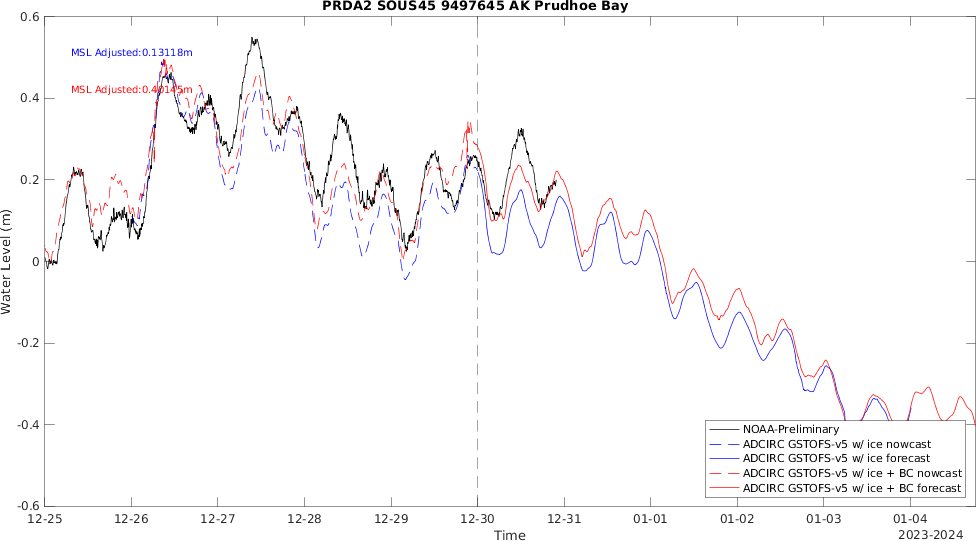 PRDA2 SOUS45 9497645 AK Prudhoe Bay
0.6
MSL Adjusted:0.13118m
MSL Adjusted:0.40145m
0.4
0.2
0
-0.2
-0.4
-0.6
Water Level (m)
NOAA-Preliminary
ADCIRC GSTOFS-v5 w/ ice nowcast
ADCIRC GSTOFS-v5 w/ ice forecast
ADCIRC GSTOFS-v5 w/ ice + BC nowcast
ADCIRC GSTOFS-v5 w/ ice + BC forecast
12-25 12-26 12-27 12-28 12-29 12-30 12-31 01-01 01-02 01-03 01-04
Time
2023-2024